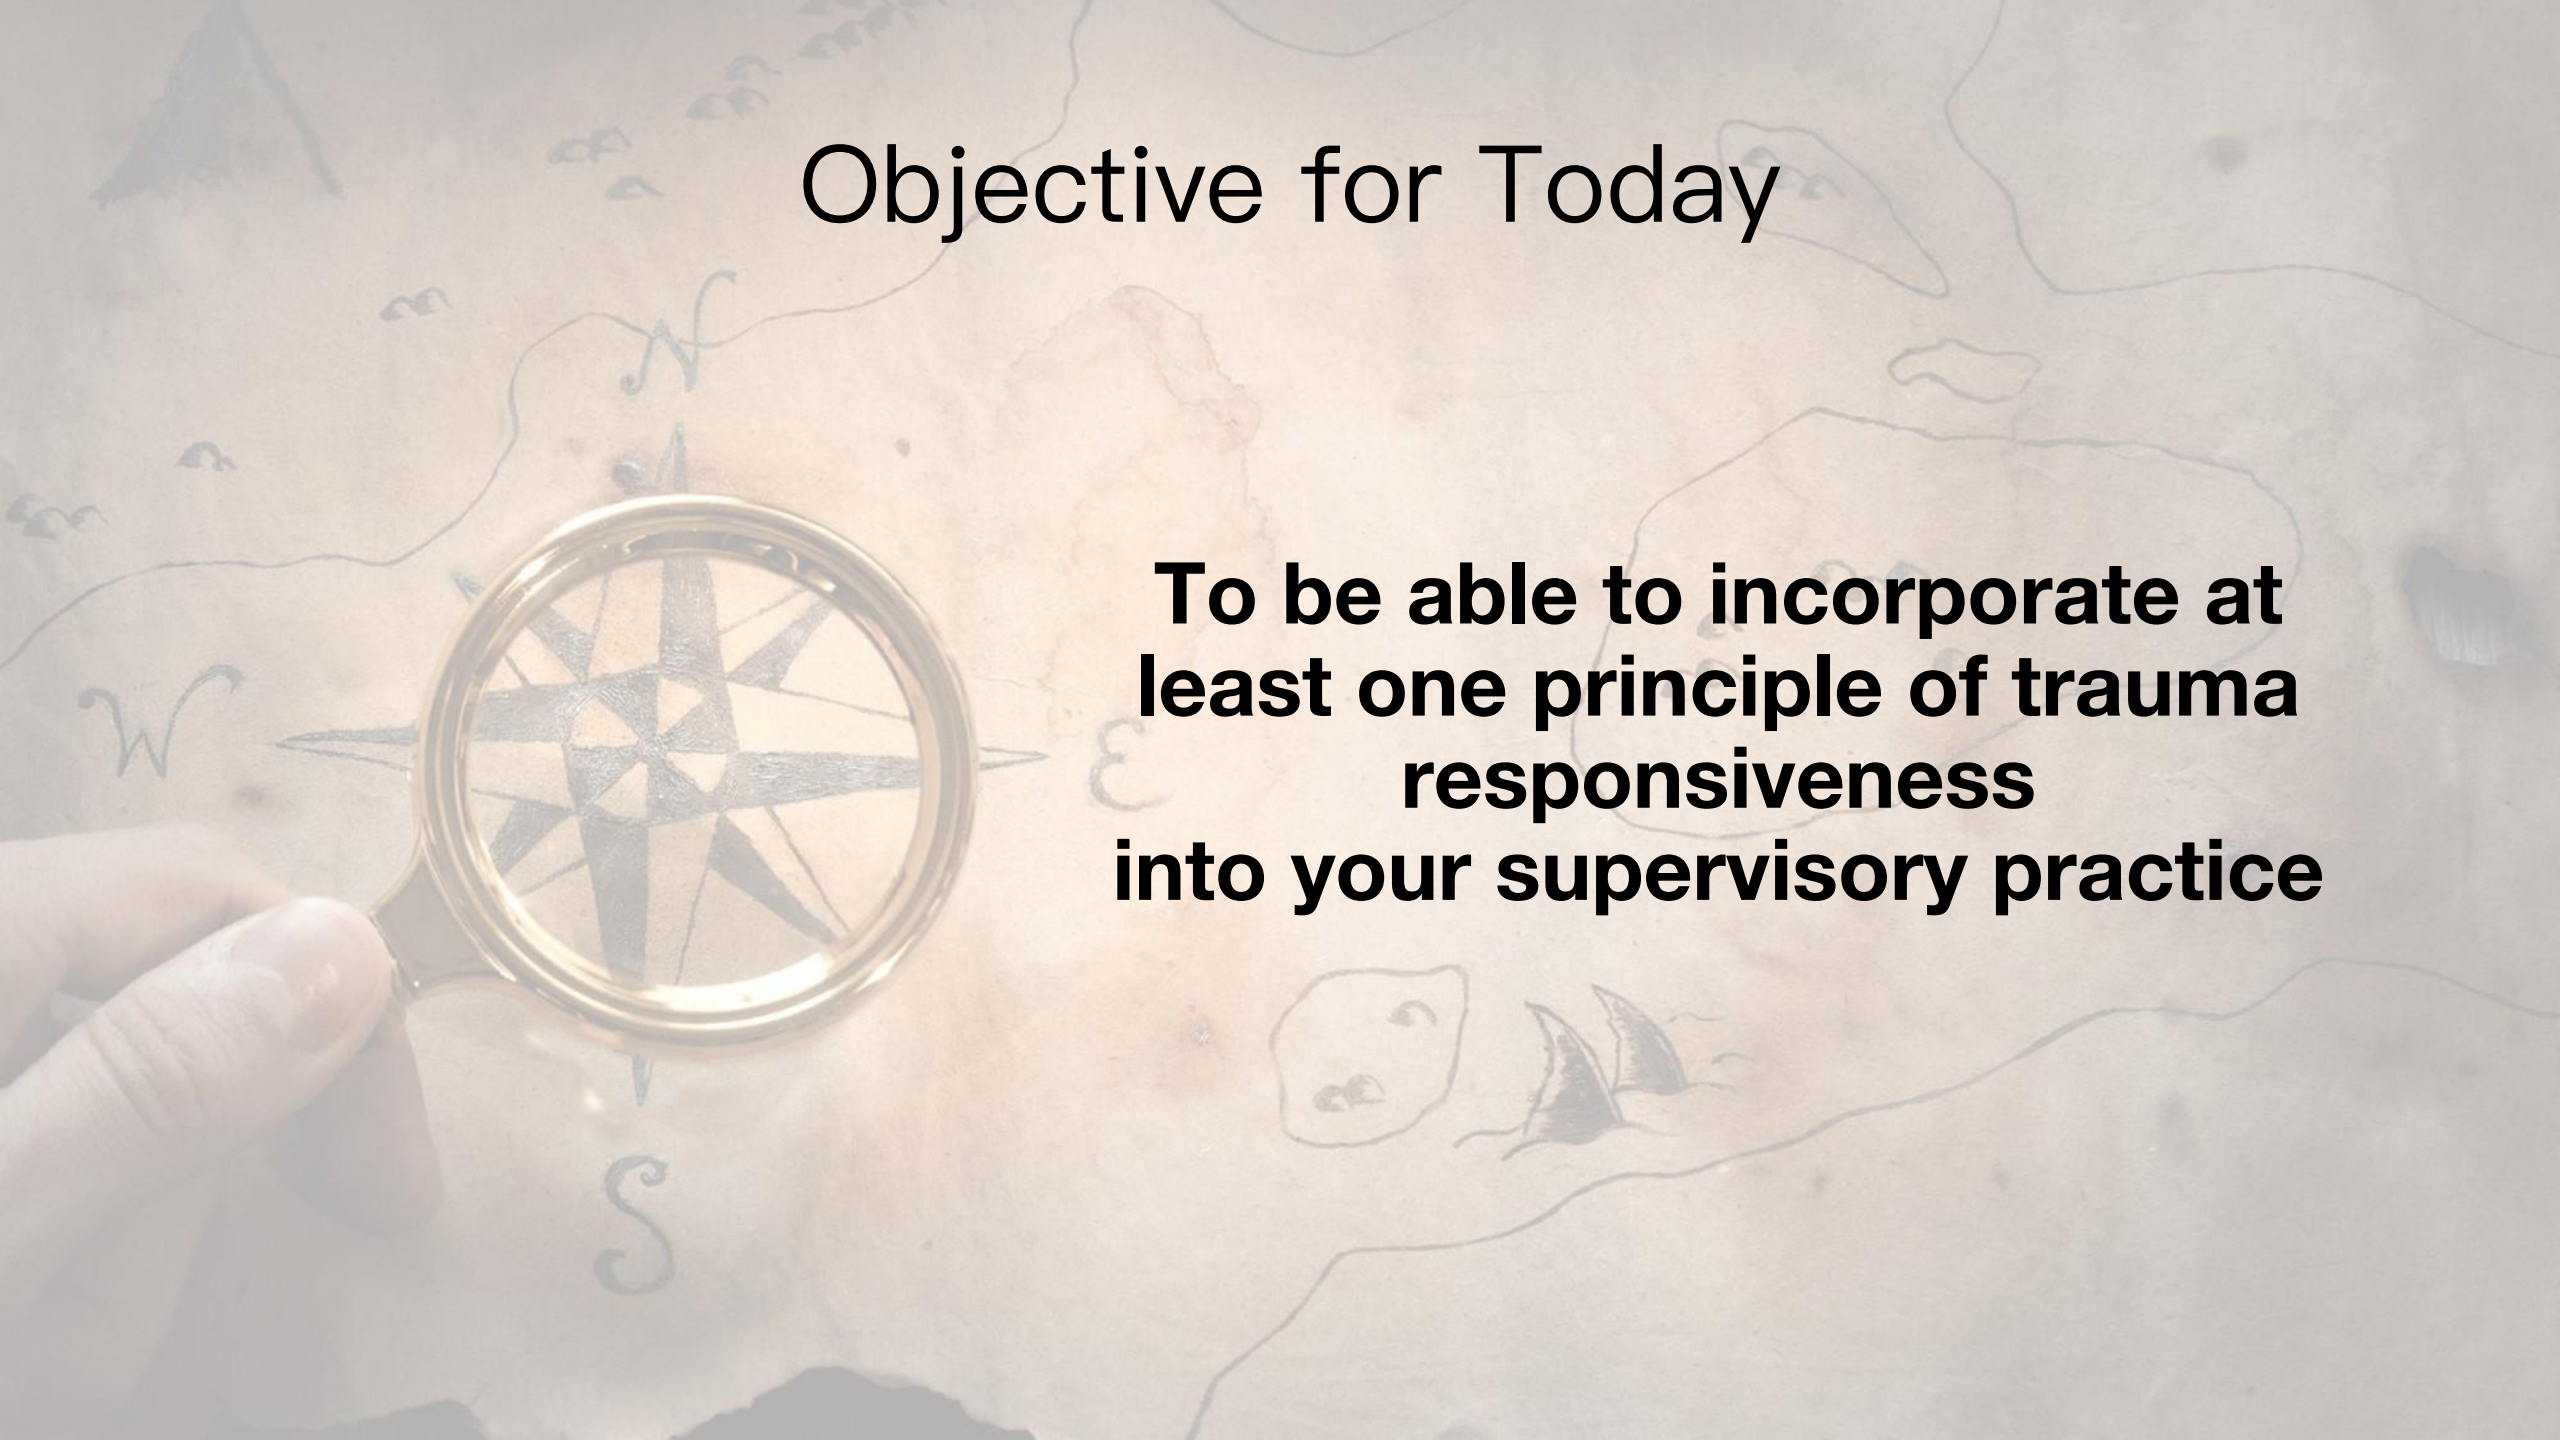 Objective for Today
N
W
E
S
To be able to incorporate at
least one principle of trauma
responsiveness
into your supervisory practice